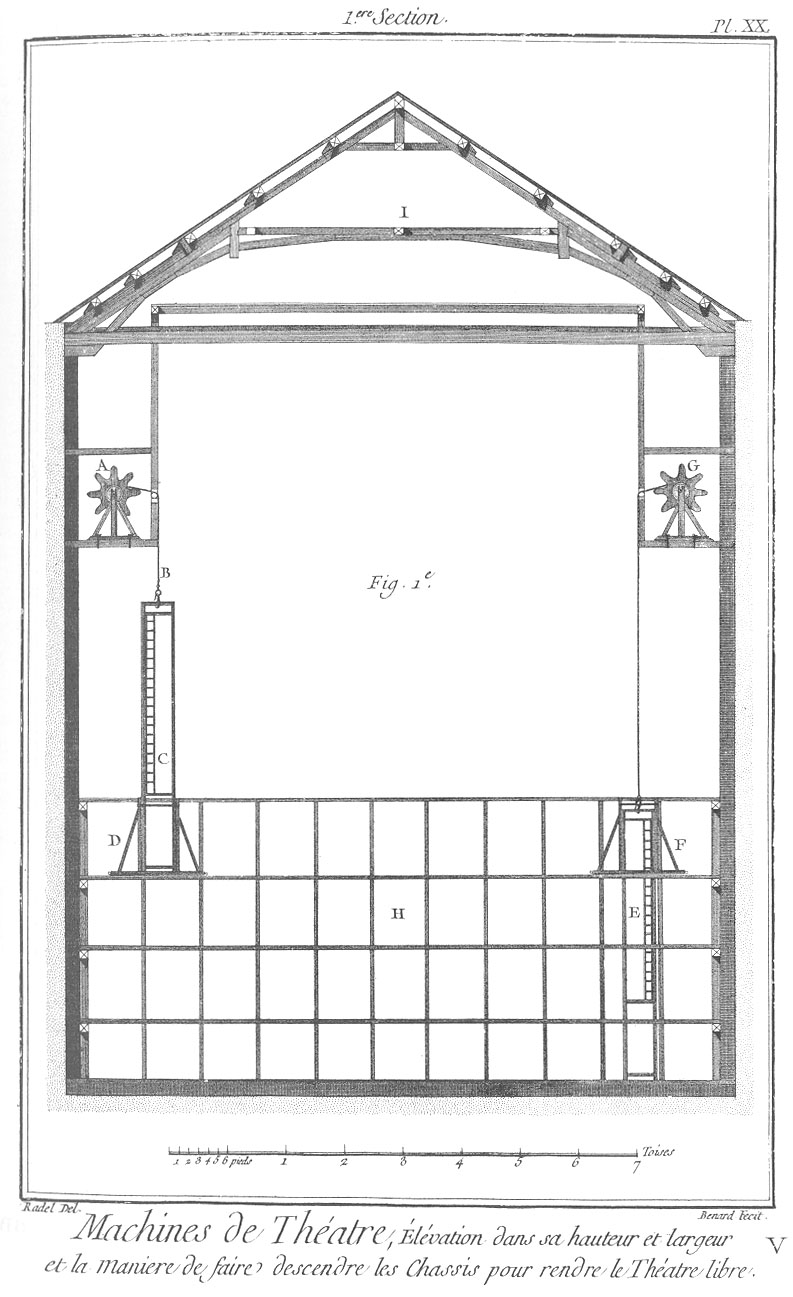 1.ere Section.
Pl. XX.
I
A
G
B
Fig. 1e.
C
D
F
H
E
Toises
1 2 3 4 5 6 pieds 1 2 3 4 5 6 7
Radel Del.
Benard Fecit.
Machines de Théatre, Élévation dans sa hauteur et largeur
V
et la maniere de faire descendre les Chassis pour rendre le Théatre libre.